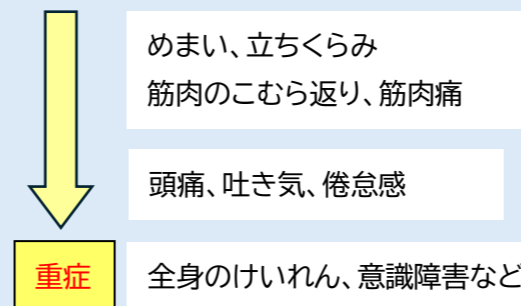 めまい、立ちくらみ
筋肉のこむら返り、筋肉痛
頭痛、吐き気、倦怠感
重症
全身のけいれん、意識障害など